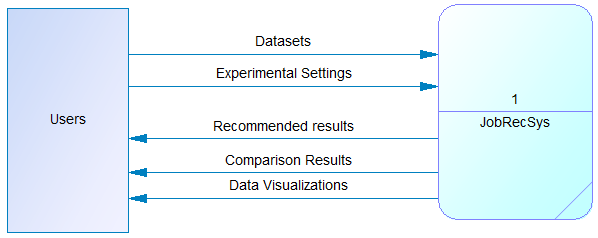 Datasets
Experimental Settings
Users
1
JobRecSys
Recommended results
Comparison Results
Data Visualizations